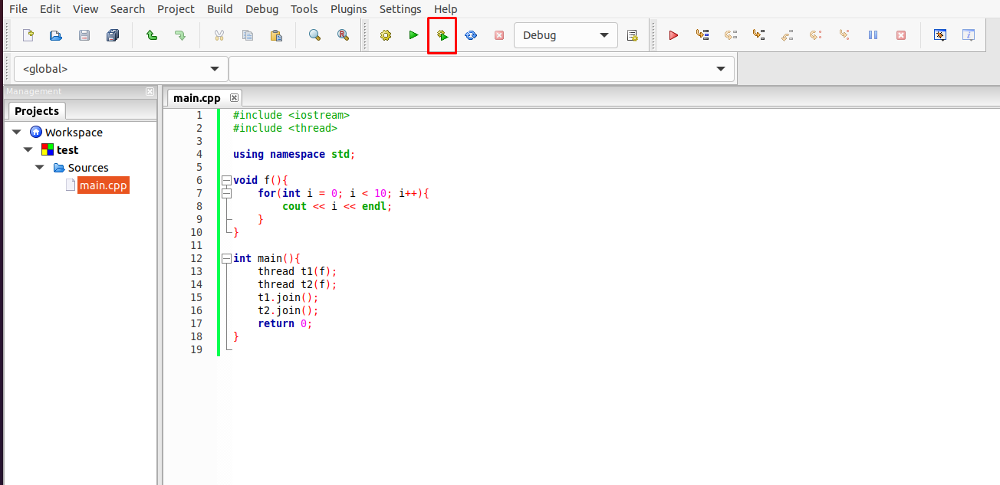 File Edit View Search Project Build Debug Tools Plugins Settings Help
Debug
<global>
Management
main.cpp
Projects
Workspace
test
Sources
main.cpp
1 #include <iostream>
2 #include <thread>
3
4 using namespace std;
5
6 void f(){
7     for(int i = 0; i < 10; i++){
8         cout << i << endl;
9     }
10 }
11
12 int main(){
13     thread t1(f);
14     thread t2(f);
15     t1.join();
16     t2.join();
17     return 0;
18 }
19